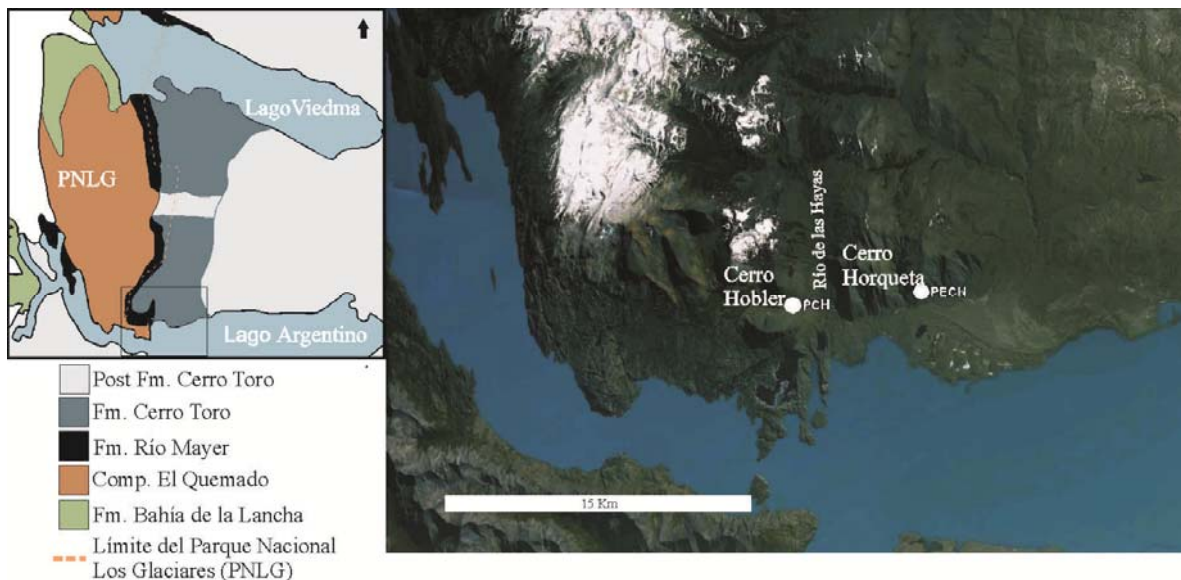 Lago Viedma
PNLG
Lago Argentino
Post Fm. Cerro Toro
Fm. Cerro Toro
Fm. Río Mayer
Comp. El Quemado
Fm. Bahía de la Lancha
Límite del Parque Nacional
Los Glaciares (PNLG)
Río de las Hayas
Cerro
Hobler
PCH
Cerro
Horqueta
PECH
15 Km